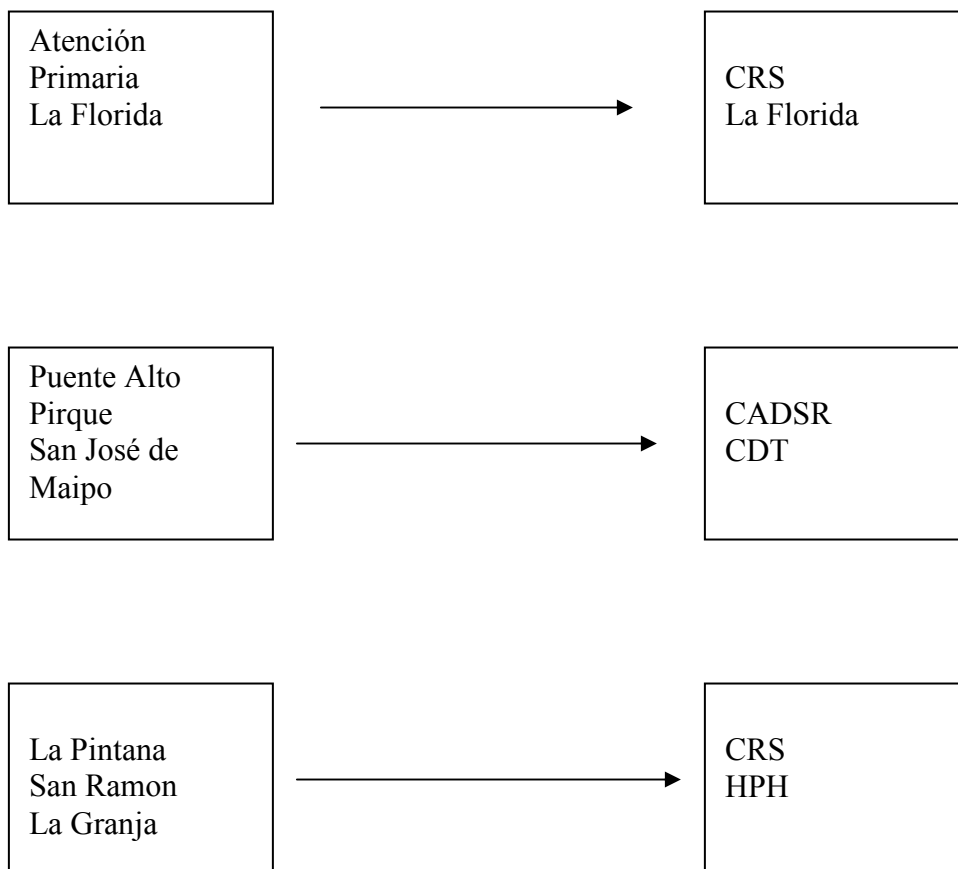 Atención
Primaria
La Florida
CRS
La Florida
Puente Alto
Pirque
San José de
Maipo
CADSR
CDT
La Pintana
San Ramon
La Granja
CRS
HPH